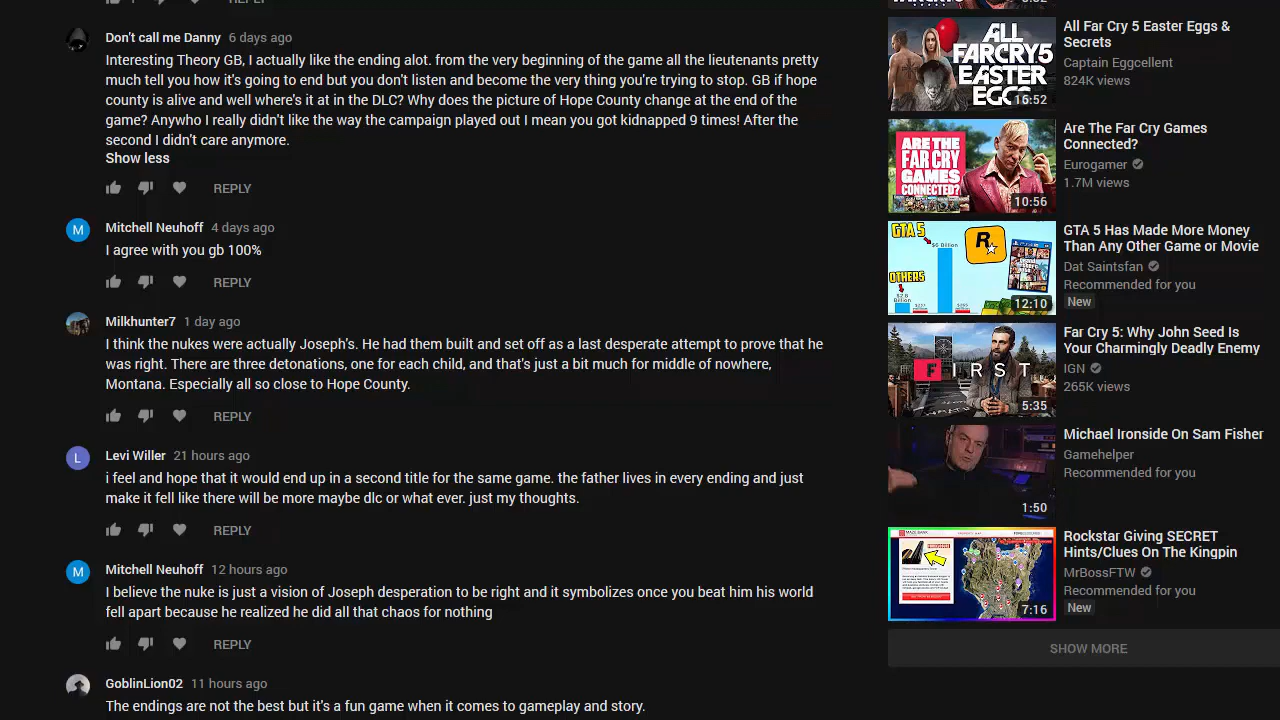 REPLY
Don't call me Danny 6 days ago
Interesting Theory GB, I actually like the ending alot. from the very beginning of the game all the lieutenants pretty
much tell you how it's going to end but you don't listen and become the very thing you're trying to stop. GB if hope
county is alive and well where's it at in the DLC? Why does the picture of Hope County change at the end of the
game? Anywho I really didn't like the way the campaign played out I mean you got kidnapped 9 times! After the
second I didn't care anymore.
Show less
REPLY
M
Mitchell Neuhoff 4 days ago
I agree with you gb 100%
REPLY
Milkhunter7 1 day ago
I think the nukes were actually Joseph's. He had them built and set off as a last desperate attempt to prove that he
was right. There are three detonations, one for each child, and that's just a bit much for middle of nowhere,
Montana. Especially all so close to Hope County.
REPLY
L
Levi Willer 21 hours ago
i feel and hope that it would end up in a second title for the same game. the father lives in every ending and just
make it fell like there will be more maybe dlc or what ever. just my thoughts.
REPLY
M
Mitchell Neuhoff 12 hours ago
I believe the nuke is just a vision of Joseph desperation to be right and it symbolizes once you beat him his world
fell apart because he realized he did all that chaos for nothing
REPLY
GoblinLion02 11 hours ago
The endings are not the best but it's a fun game when it comes to gameplay and story.
ALL
FARCRY5
EASTER
EGGS
15:52
All Far Cry 5 Easter Eggs &
Secrets
Captain Eggcellent
824K views
ARE THE
FAR CRY
GAMES
CONNECTED?
10:56
Are The Far Cry Games
Connected?
Eurogamer
1.7M views
GTA 5
$6 Billion
R
OTHERS
$2.8
Billion
12:10
GTA 5 Has Made More Money
Than Any Other Game or Movie
Dat Saintsfan
Recommended for you
New
FIRST
5:35
Far Cry 5: Why John Seed Is
Your Charmingly Deadly Enemy
IGN
265K views
1:50
Michael Ironside On Sam Fisher
Gamehelper
Recommended for you
7:16
Rockstar Giving SECRET
Hints/Clues On The Kingpin
MrBossFTW
Recommended for you
New
SHOW MORE